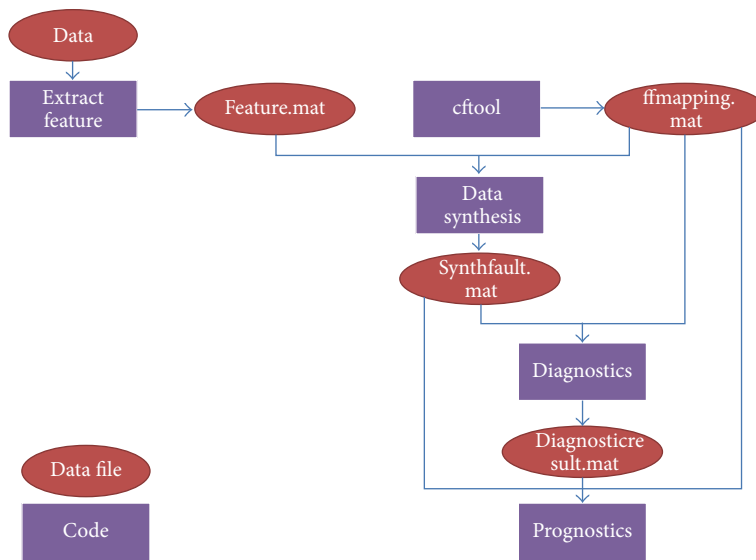 Data
Extract
feature
Feature.mat
cftool
ffmapping.
mat
Data
synthesis
Synthfault.
mat
Diagnostics
Diagnosticre
sult.mat
Prognostics
Data file
Code